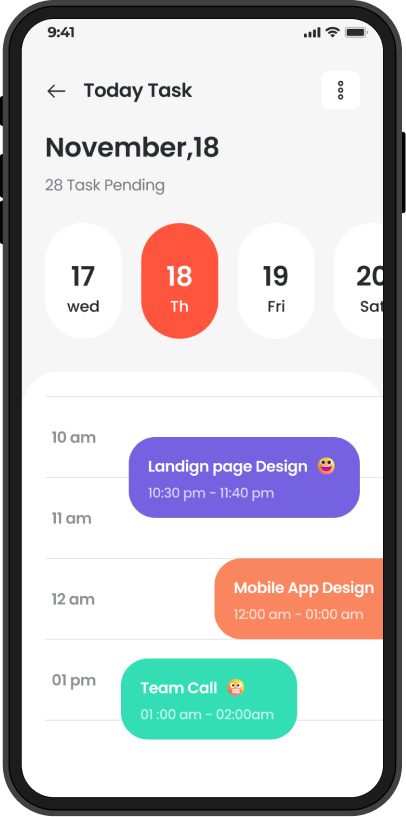 9:41
Today Task
November,18
28 Task Pending
17 18 19 20
wed Th Fri Sat
10 am
Landign page Design
10:30 pm - 11:40 pm
11 am
Mobile App Design
12:00 am - 01:00 am
12 am
01 pm
Team Call
01 :00 am - 02:00am